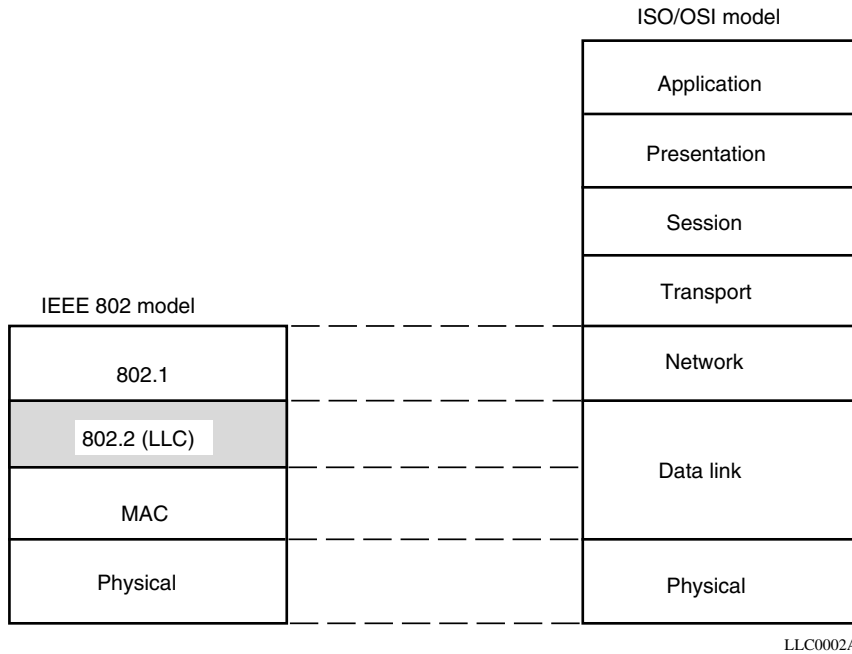 ISO/OSI model
Application
Presentation
Session
Transport
IEEE 802 model
Network
802.1
802.2 (LLC)
Data link
MAC
Physical
Physical
LLC0002A